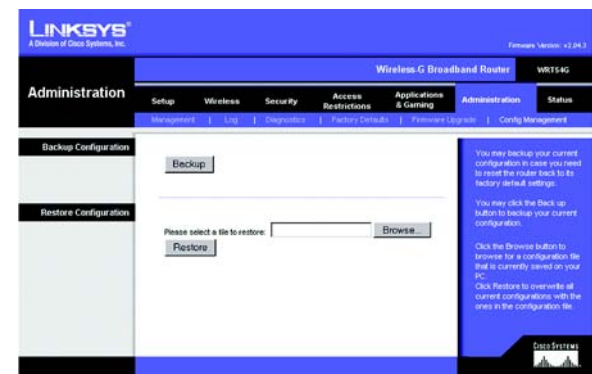 LINKSYS®
A Division of Cisco Systems, Inc.
Firmware Version: v2.04.3
Wireless-G Broadband Router
WRT54G
Administration
Setup
Wireless
Security
Access Restrictions
Applications & Gaming
Administration
Status
Management | Log | Diagnostics | Factory Defaults | Firmware Upgrade | Config Management
Backup Configuration
Backup
You may backup your current
configuration in case you need
to reset the router back to its
factory default settings.
You may click the Back up
button to backup your current
configuration.
Restore Configuration
Please select a file to restore:
Browse...
Restore
Click the Browse button to
browse for a configuration file
that is currently saved on your
PC.
Click Restore to overwrite all
current configurations with the
ones in the configuration file.
CISCO SYSTEMS